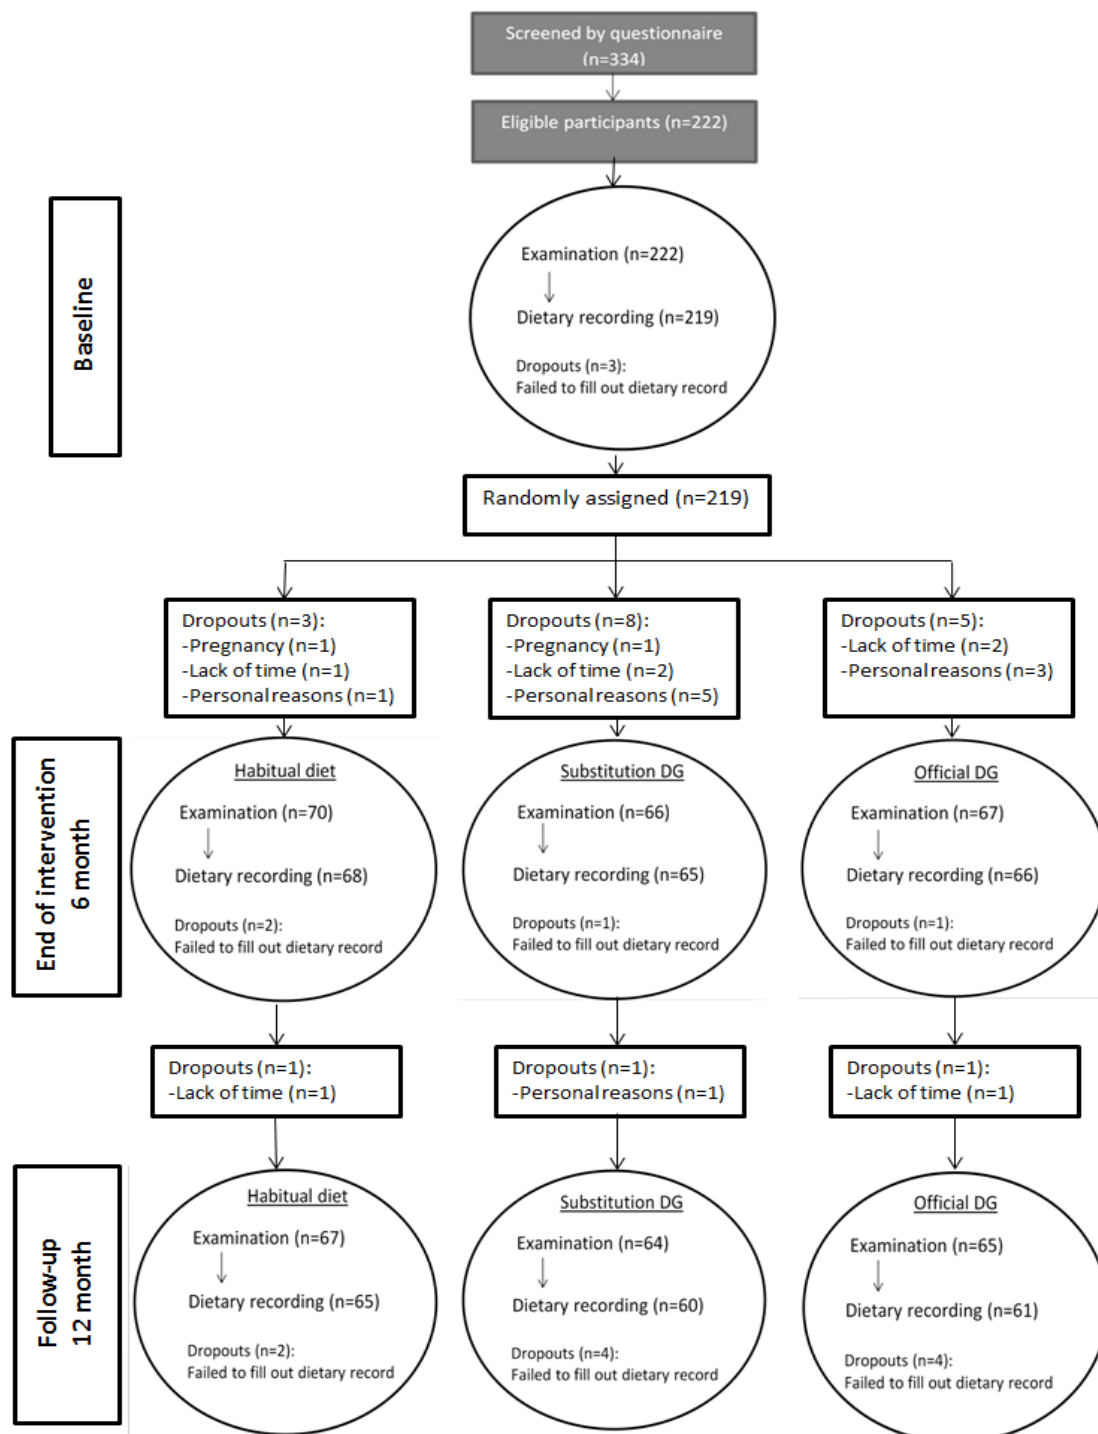 Screened by questionnaire
(n=334)
Eligible participants (n=222)
Baseline
Examination (n=222)
Dietary recording (n=219)
Dropouts (n=3):
Failed to fill out dietary record
Randomly assigned (n=219)
Dropouts (n=3):
-Pregnancy (n=1)
-Lack of time (n=1)
-Personal reasons (n=1)
Dropouts (n=8):
-Pregnancy (n=1)
-Lack of time (n=2)
-Personal reasons (n=5)
Dropouts (n=5):
-Lack of time (n=2)
-Personal reasons (n=3)
End of intervention
6 month
Habitual diet
Examination (n=70)
Dietary recording (n=68)
Dropouts (n=2):
Failed to fill out dietary record
Substitution DG
Examination (n=66)
Dietary recording (n=65)
Dropouts (n=1):
Failed to fill out dietary record
Official DG
Examination (n=67)
Dietary recording (n=66)
Dropouts (n=1):
Failed to fill out dietary record
Dropouts (n=1):
-Lack of time (n=1)
Dropouts (n=1):
-Personal reasons (n=1)
Dropouts (n=1):
-Lack of time (n=1)
Follow-up
12 month
Habitual diet
Examination (n=67)
Dietary recording (n=65)
Dropouts (n=2):
Failed to fill out dietary record
Substitution DG
Examination (n=64)
Dietary recording (n=60)
Dropouts (n=4):
Failed to fill out dietary record
Official DG
Examination (n=65)
Dietary recording (n=61)
Dropouts (n=4):
Failed to fill out dietary record